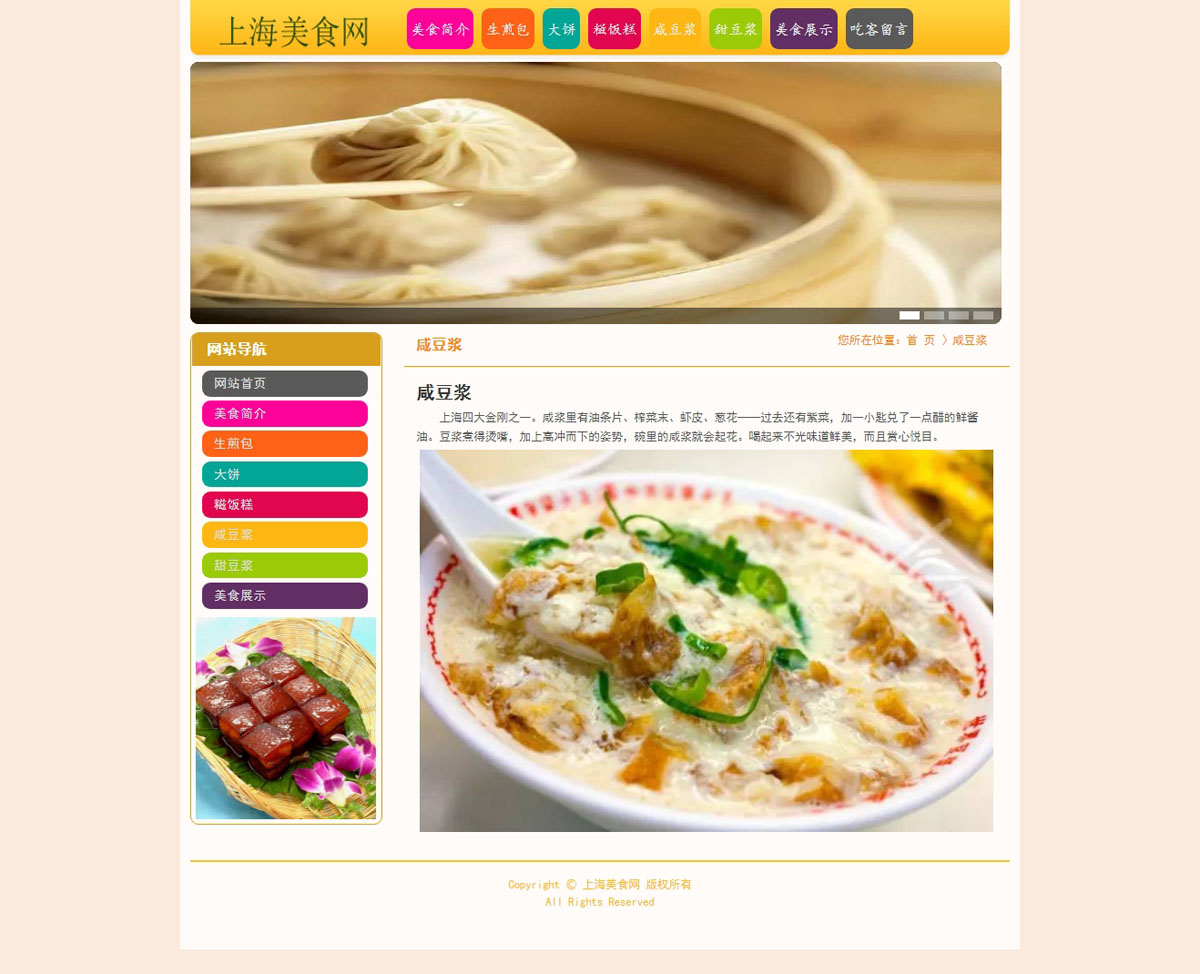 上海美食网
美食简介 生煎包 大饼 糍饭糕 咸豆浆 甜豆浆 美食展示 吃客留言
网站导航
网站首页
美食简介
生煎包
大饼
糍饭糕
咸豆浆
甜豆浆
美食展示
咸豆浆
您所在位置：首 页 〉咸豆浆
咸豆浆
上海四大金刚之一。咸浆里有油条片、榨菜末、虾皮、葱花——过去还有紫菜，加一小匙兑了一点醋的鲜酱
油。豆浆煮得烫嘴，加上高冲而下的姿势，碗里的咸浆就会起花。喝起来不光味道鲜美，而且赏心悦目。
Copyright © 上海美食网 版权所有
All Rights Reserved